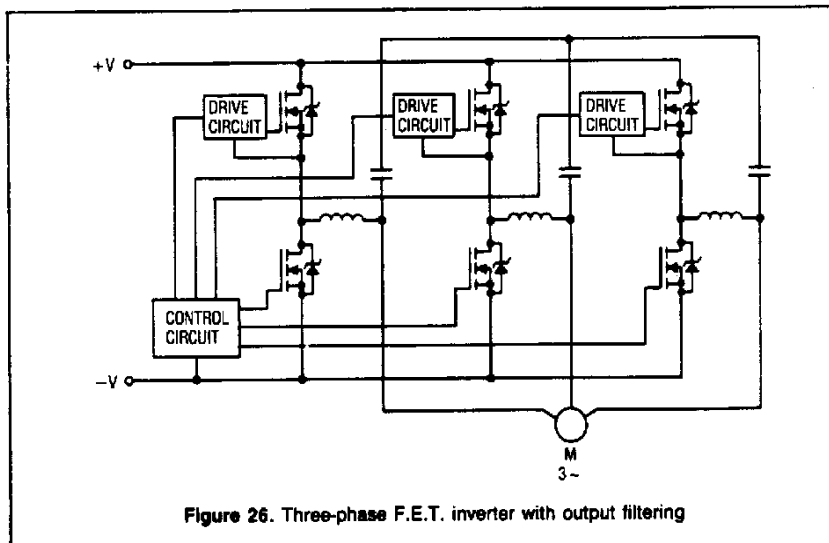 +V
DRIVE
CIRCUIT
DRIVE
CIRCUIT
DRIVE
CIRCUIT
CONTROL
CIRCUIT
−V
M
3~
Figure 26. Three-phase F.E.T. inverter with output filtering